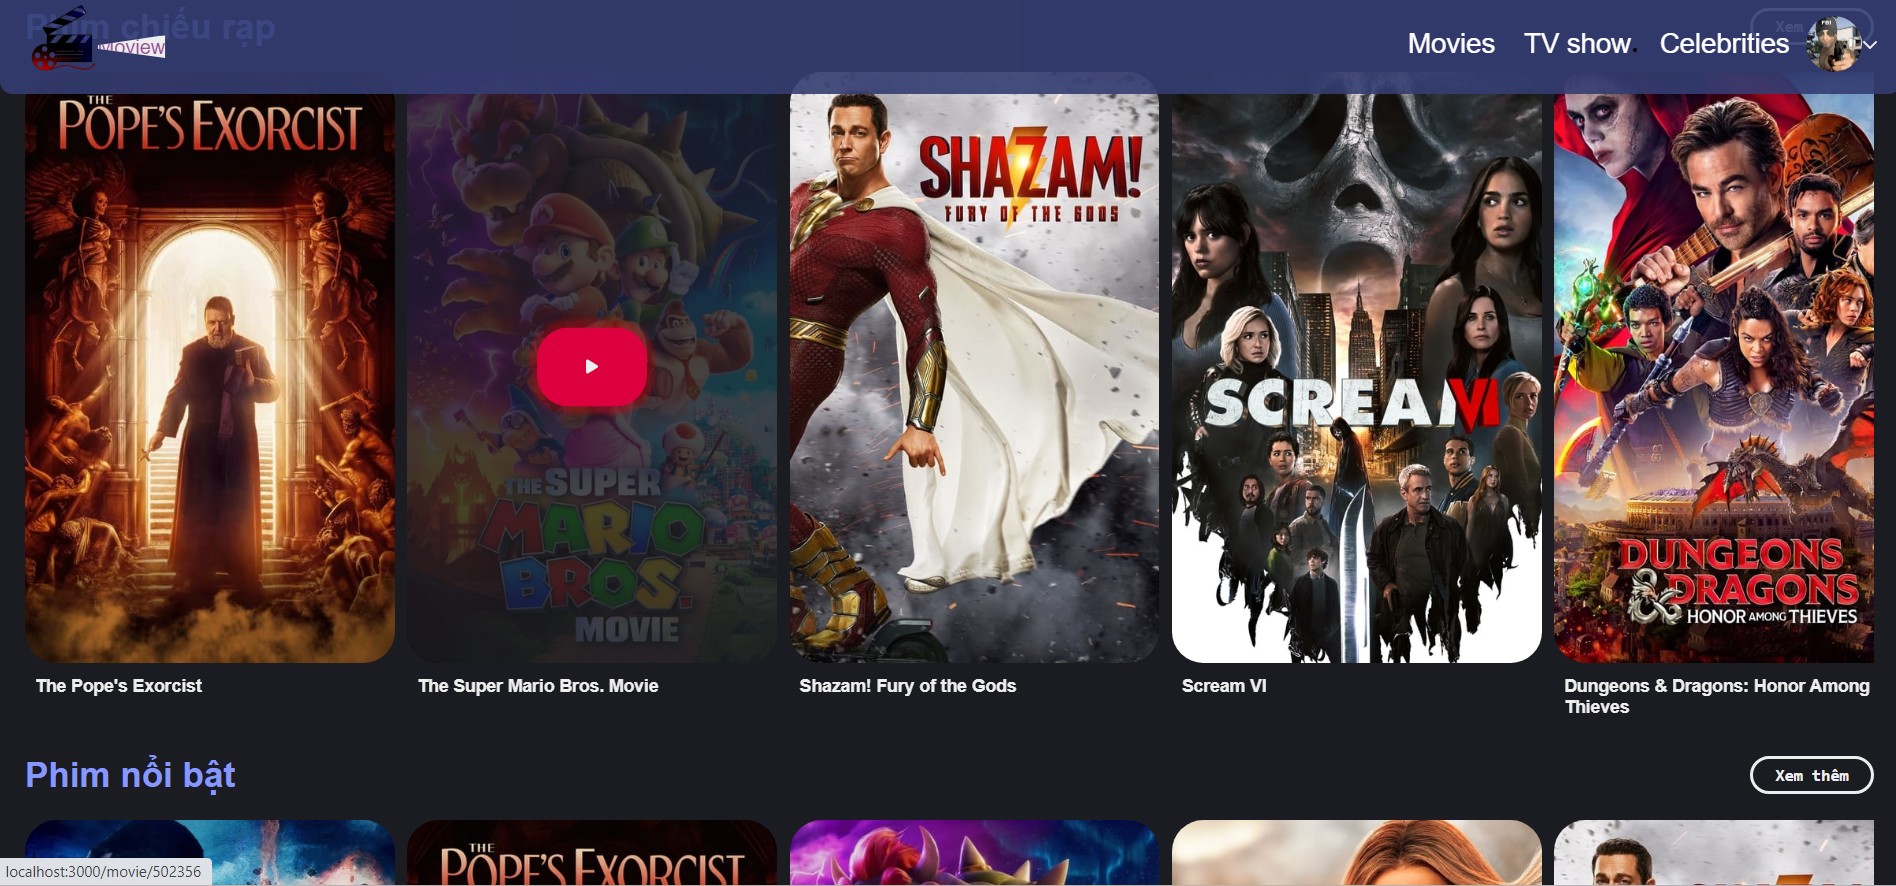 Phim chiếu rạp
Xem
Moview
Movies
TV show
Celebrities
FBI
THE
POPE'S EXORCIST
THE SUPER
MARIO
BROS.
MOVIE
SHAZAM!
FURY OF THE GODS
SCREAM VI
DUNGEONS
& DRAGONS
HONOR AMONG THIEVES
The Pope's Exorcist
The Super Mario Bros. Movie
Shazam! Fury of the Gods
Scream VI
Dungeons & Dragons: Honor Among
Thieves
Phim nổi bật
Xem thêm
THE
POPE'S EXORCIST
localhost:3000/movie/502356